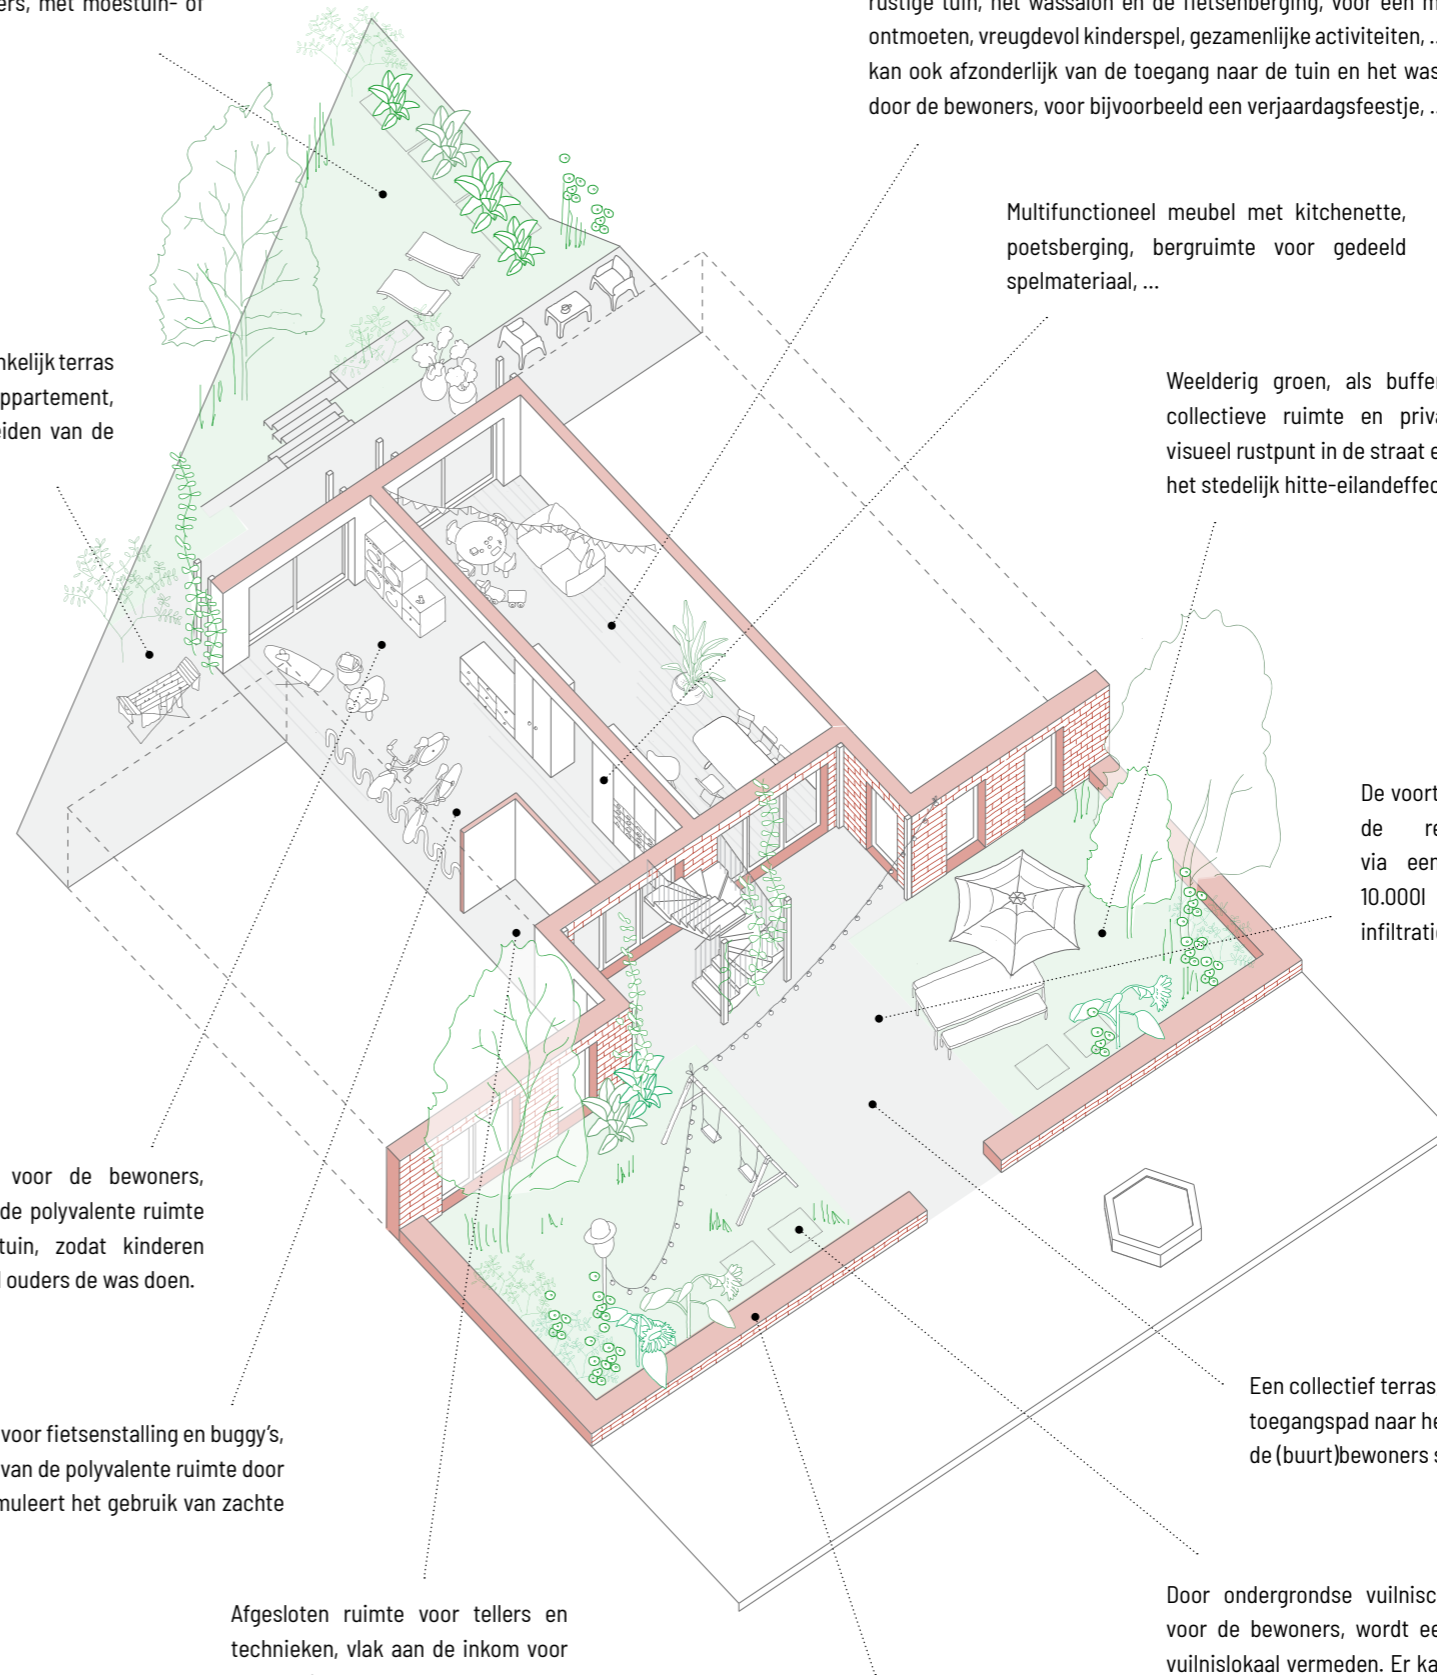 ers, met moestuin- of
rustige tuin, het wassalon en de fietsenberging, voor een m
ontmoeten, vreugdevol kinderspel, gezamenlijke activiteiten, ..
kan ook afzonderlijk van de toegang naar de tuin en het was
door de bewoners, voor bijvoorbeeld een verjaardagsfeestje, ..
Multifunctioneel meubel met kitchenette,
poetsberging, bergruimte voor gedeeld
spelmateriaal, ...
nkelijk terras
ppartement,
eiden van de
Weelderig groen, als buffer
collectieve ruimte en priva
visueel rustpunt in de straat e
het stedelijk hitte-eilandeffec
De voort
de re
via een
10.000l
infiltratie
voor de bewoners,
de polyvalente ruimte
tuin, zodat kinderen
l ouders de was doen.
voor fietsenstalling en buggy's,
van de polyvalente ruimte door
muleert het gebruik van zachte
Een collectief terras
toegangspad naar he
de (buurt)bewoners s
Afgesloten ruimte voor tellers en
technieken, vlak aan de inkom voor
Door ondergrondse vuilnisc
voor de bewoners, wordt ee
vuilnislokaal vermeden. Er ka